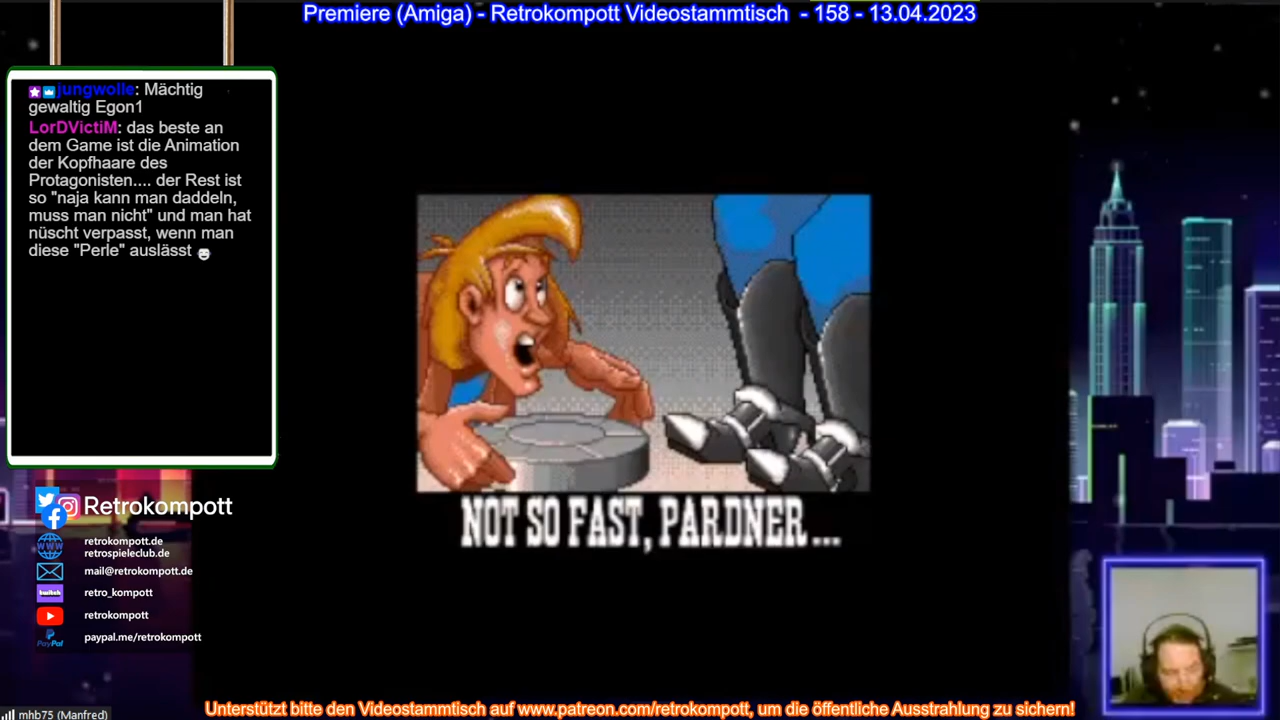 Premiere (Amiga) - Retrokompott Videostammtisch - 158 - 13.04.2023
jungwolle: Mächtig
gewaltig Egon1
LorDVictiM: das beste an
dem Game ist die Animation
der Kopfhaare des
Protagonisten.... der Rest ist
so "naja kann man daddeln,
muss man nicht" und man hat
nüscht verpasst, wenn man
diese "Perle" auslässt
NOT SO FAST, PARDNER...
Retrokompott
www
retrokompott.de
retrospieleclub.de
mail@retrokompott.de
twitch
retro_kompott
retrokompott
PayPal
paypal.me/retrokompott
mhb75 (Manfred)
Unterstützt bitte den Videostammtisch auf www.patreon.com/retrokompott, um die öffentliche Ausstrahlung zu sichern!